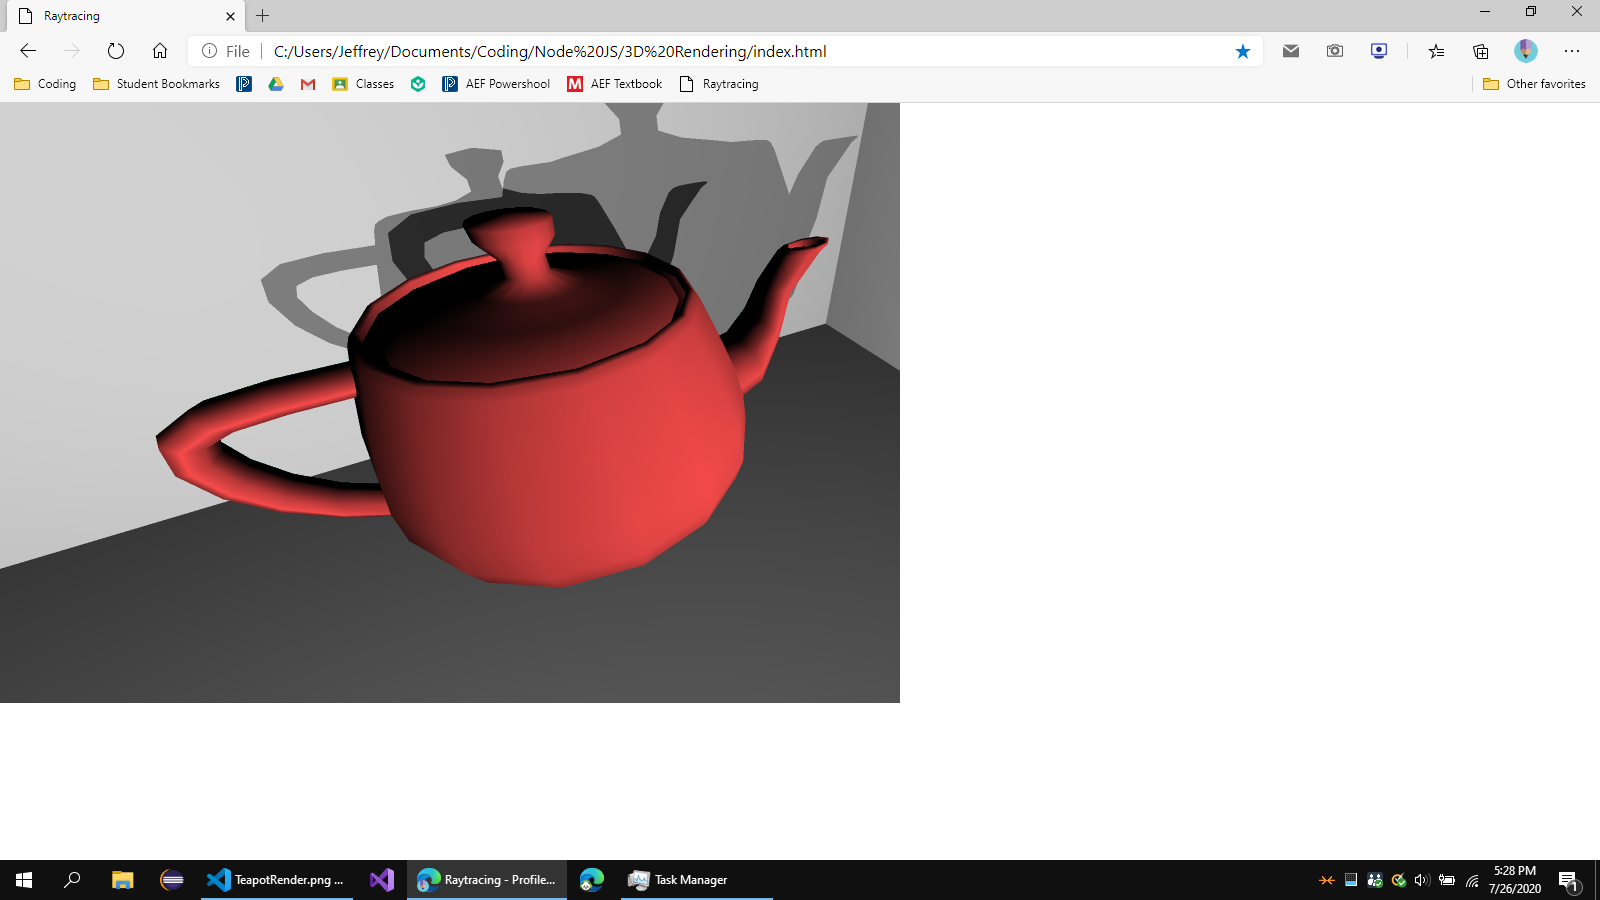 Raytracing
File
C:/Users/Jeffrey/Documents/Coding/Node%20JS/3D%20Rendering/index.html
Coding
Student Bookmarks
Classes
AEF Powershool
M
AEF Textbook
Raytracing
Other favorites
TeapotRender.png ...
Raytracing - Profile...
Task Manager
5:28 PM
7/26/2020
1